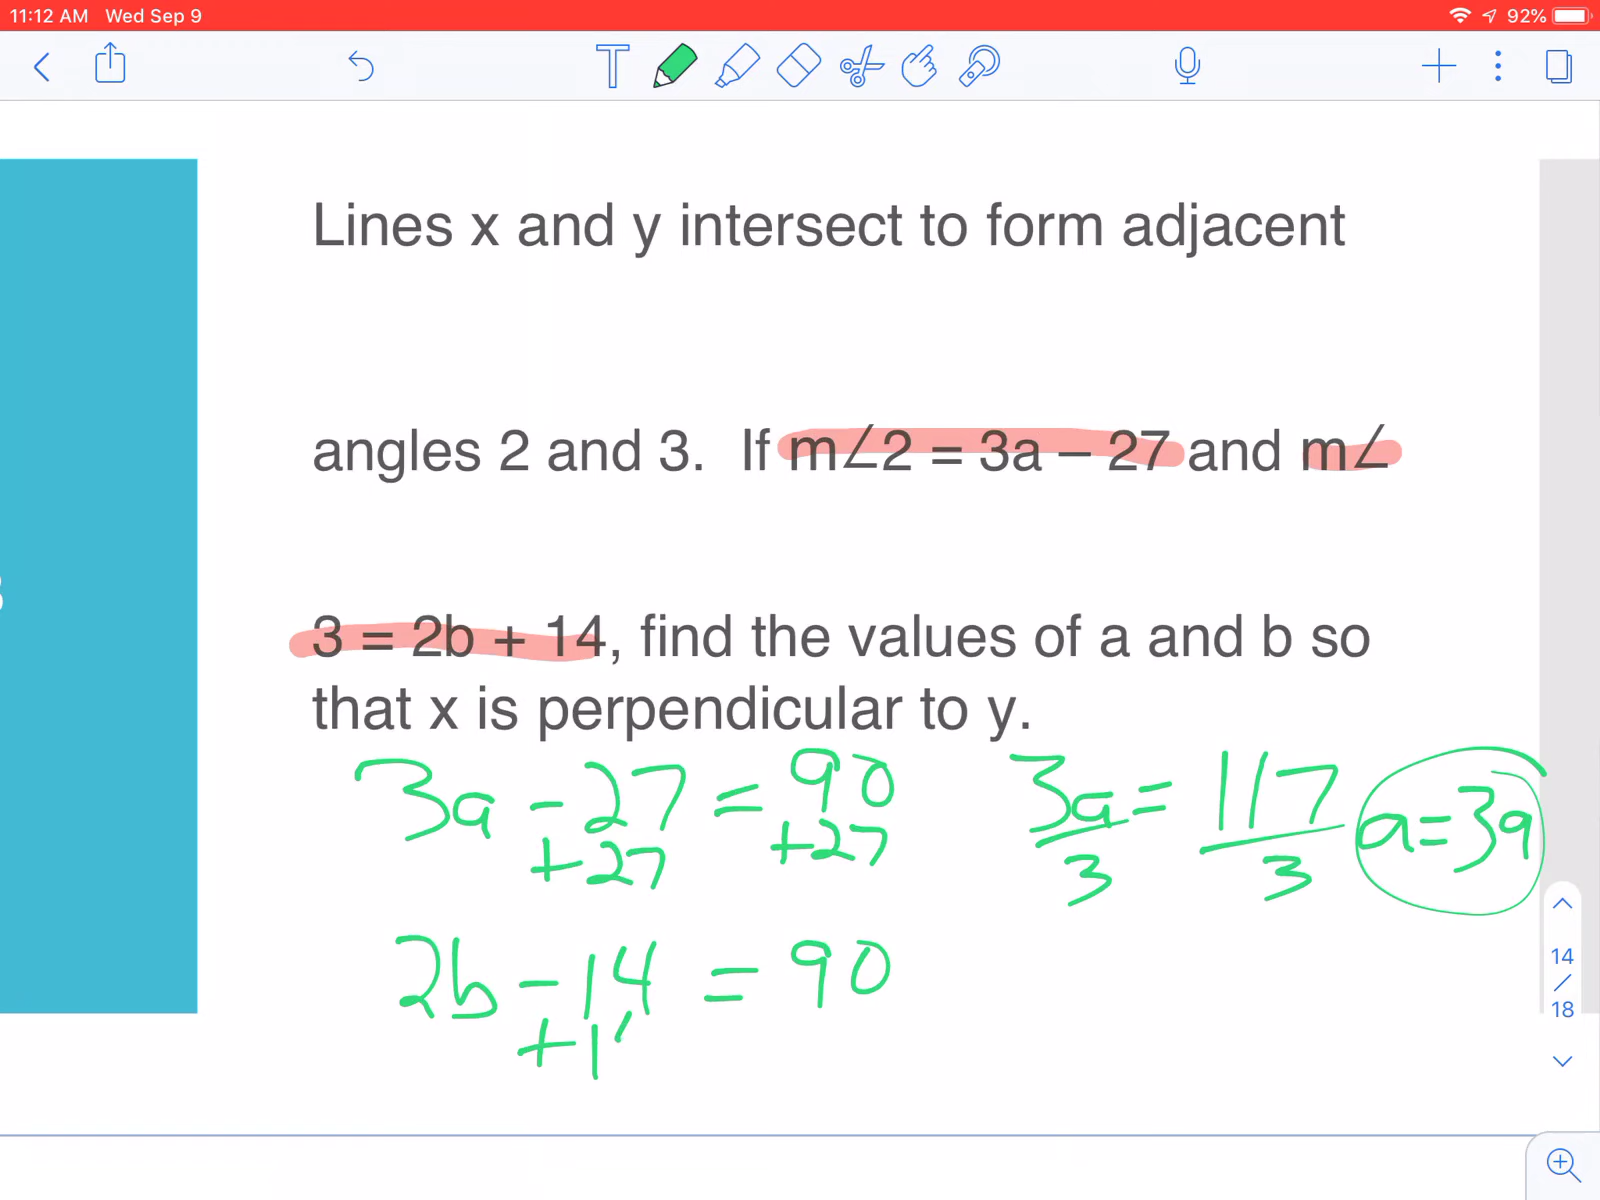 11:12 AM Wed Sep 9 92%
T
Lines x and y intersect to form adjacent
angles 2 and 3. If m∠2 = 3a – 27 and m∠
3 = 2b + 14, find the values of a and b so
that x is perpendicular to y.
3a - 27 = 90 3a = 117 a = 39
+27 +27 3 3
2b - 14 = 90
+1
14
/
18